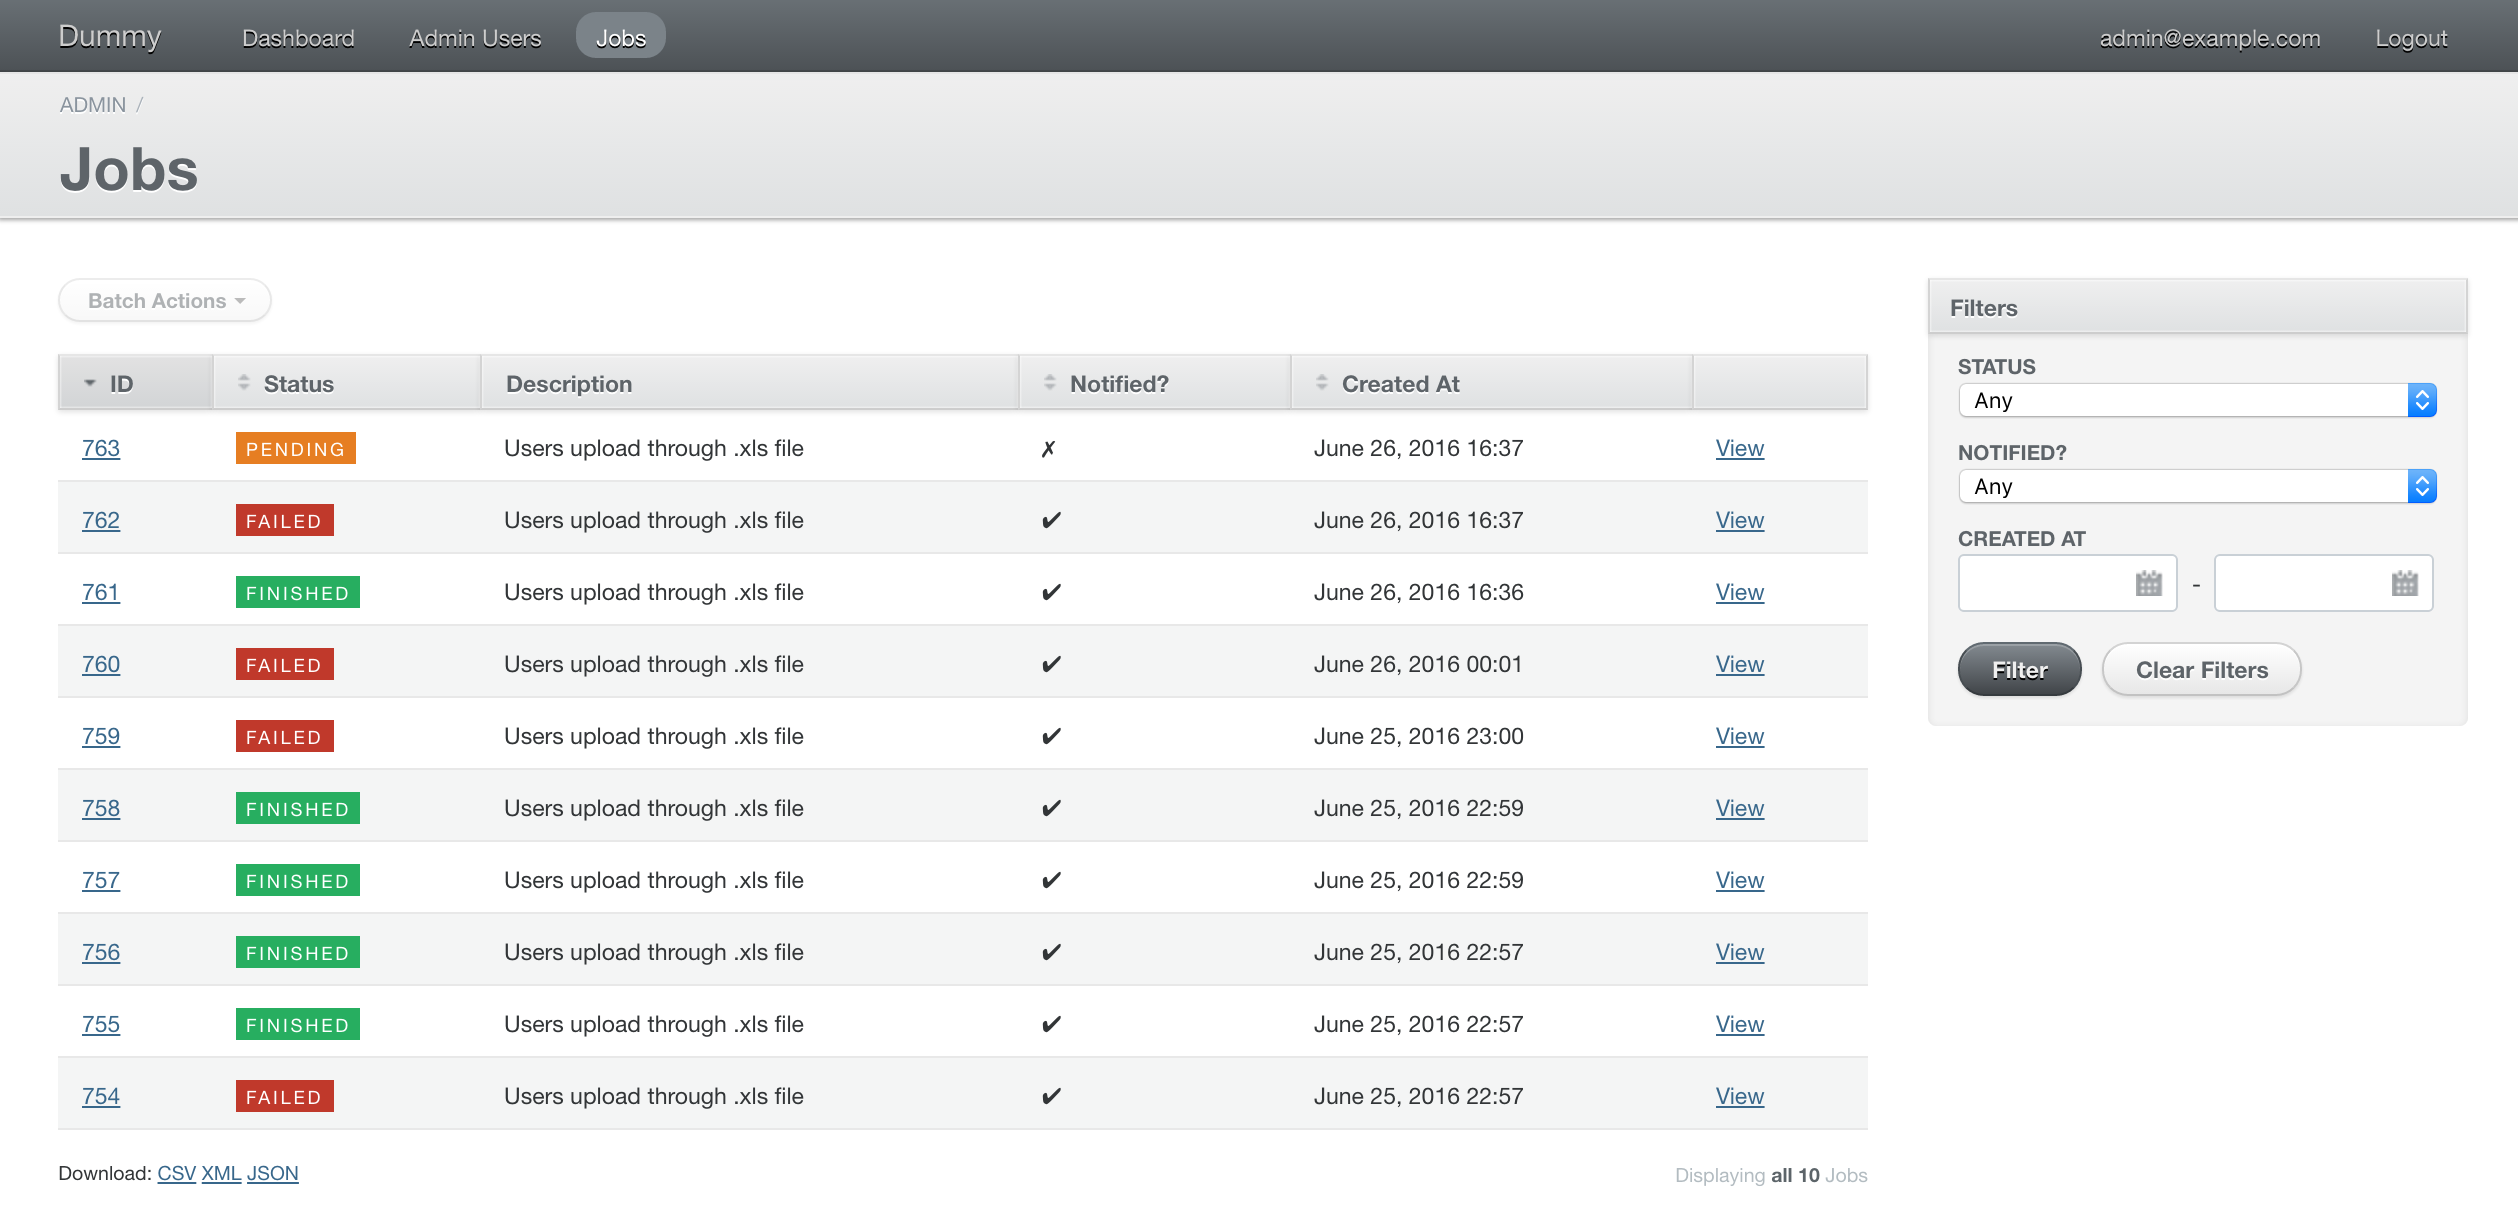 Dummy Dashboard Admin Users Jobs admin@example.com Logout
ADMIN /
Jobs
Batch Actions
ID Status Description Notified? Created At
763 PENDING Users upload through .xls file ✗ June 26, 2016 16:37 View
762 FAILED Users upload through .xls file ✔ June 26, 2016 16:37 View
761 FINISHED Users upload through .xls file ✔ June 26, 2016 16:36 View
760 FAILED Users upload through .xls file ✔ June 26, 2016 00:01 View
759 FAILED Users upload through .xls file ✔ June 25, 2016 23:00 View
758 FINISHED Users upload through .xls file ✔ June 25, 2016 22:59 View
757 FINISHED Users upload through .xls file ✔ June 25, 2016 22:59 View
756 FINISHED Users upload through .xls file ✔ June 25, 2016 22:57 View
755 FINISHED Users upload through .xls file ✔ June 25, 2016 22:57 View
754 FAILED Users upload through .xls file ✔ June 25, 2016 22:57 View
Download: CSV XML JSON
Displaying all 10 Jobs
Filters
STATUS
Any
NOTIFIED?
Any
CREATED AT
-
Filter Clear Filters